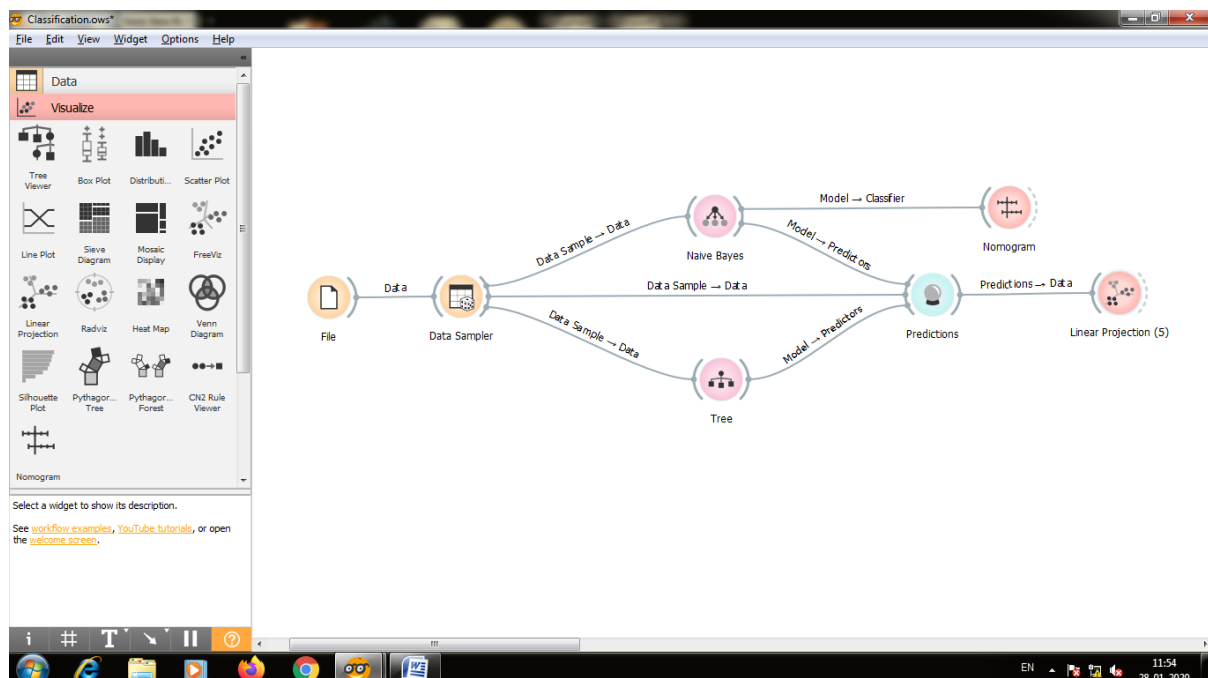 Classification.ows*
File Edit View Widget Options Help
Data
Visualize
Tree Viewer
Box Plot
Distributi...
Scatter Plot
Line Plot
Sieve Diagram
Mosaic Display
FreeViz
Linear Projection
Radviz
Heat Map
Venn Diagram
Silhouette Plot
Pythagor... Tree
Pythagor... Forest
CN2 Rule Viewer
Nomogram
Select a widget to show its description.
See workflow examples, YouTube tutorials, or open
the welcome screen.
File
Data
Data Sampler
Data Sample → Data
Naive Bayes
Model → Classifier
Nomogram
Model → Predictors
Data Sample → Data
Predictions
Predictions → Data
Linear Projection (5)
Data Sample → Data
Tree
Model → Predictors
EN
11:54
28-01-2020